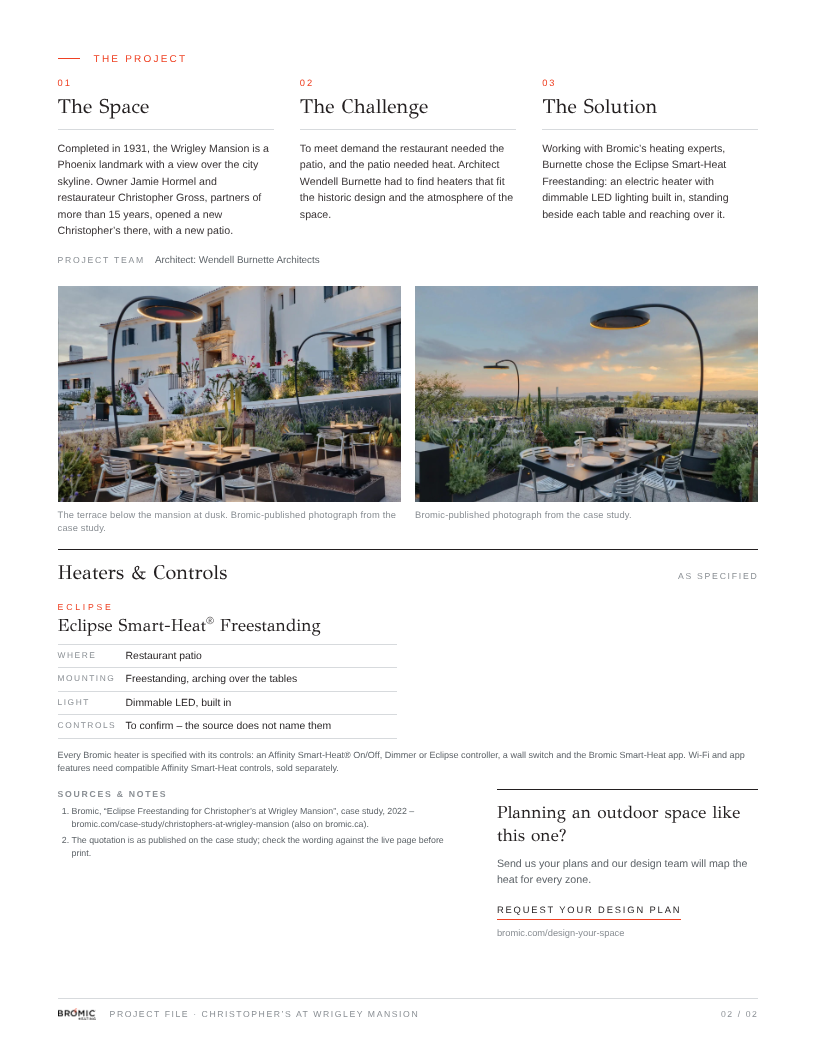 THE PROJECT
01
The Space
Completed in 1931, the Wrigley Mansion is a
Phoenix landmark with a view over the city
skyline. Owner Jamie Hormel and
restaurateur Christopher Gross, partners of
more than 15 years, opened a new
Christopher’s there, with a new patio.
02
The Challenge
To meet demand the restaurant needed the
patio, and the patio needed heat. Architect
Wendell Burnette had to find heaters that fit
the historic design and the atmosphere of the
space.
03
The Solution
Working with Bromic’s heating experts,
Burnette chose the Eclipse Smart-Heat
Freestanding: an electric heater with
dimmable LED lighting built in, standing
beside each table and reaching over it.
PROJECT TEAM Architect: Wendell Burnette Architects
The terrace below the mansion at dusk. Bromic-published photograph from the
case study.
Bromic-published photograph from the case study.
Heaters & Controls
AS SPECIFIED
ECLIPSE
Eclipse Smart-Heat® Freestanding
WHERE Restaurant patio
MOUNTING Freestanding, arching over the tables
LIGHT Dimmable LED, built in
CONTROLS To confirm – the source does not name them
Every Bromic heater is specified with its controls: an Affinity Smart-Heat® On/Off, Dimmer or Eclipse controller, a wall switch and the Bromic Smart-Heat app. Wi-Fi and app
features need compatible Affinity Smart-Heat controls, sold separately.
SOURCES & NOTES
1. Bromic, “Eclipse Freestanding for Christopher’s at Wrigley Mansion”, case study, 2022 –
bromic.com/case-study/christophers-at-wrigley-mansion (also on bromic.ca).
2. The quotation is as published on the case study; check the wording against the live page before
print.
Planning an outdoor space like
this one?
Send us your plans and our design team will map the
heat for every zone.
REQUEST YOUR DESIGN PLAN
bromic.com/design-your-space
BROMIC
HEATING
PROJECT FILE · CHRISTOPHER’S AT WRIGLEY MANSION
02 / 02